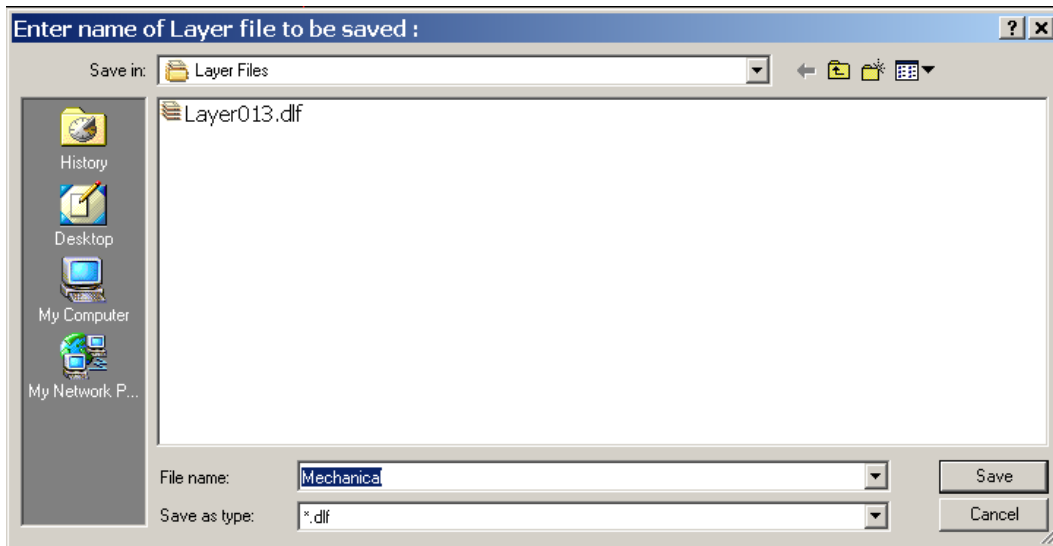 Enter name of Layer file to be saved :
Save in: Layer Files
Layer013.dlf
History
Desktop
My Computer
My Network P...
File name: Mechanical Save
Save as type: *.dlf Cancel